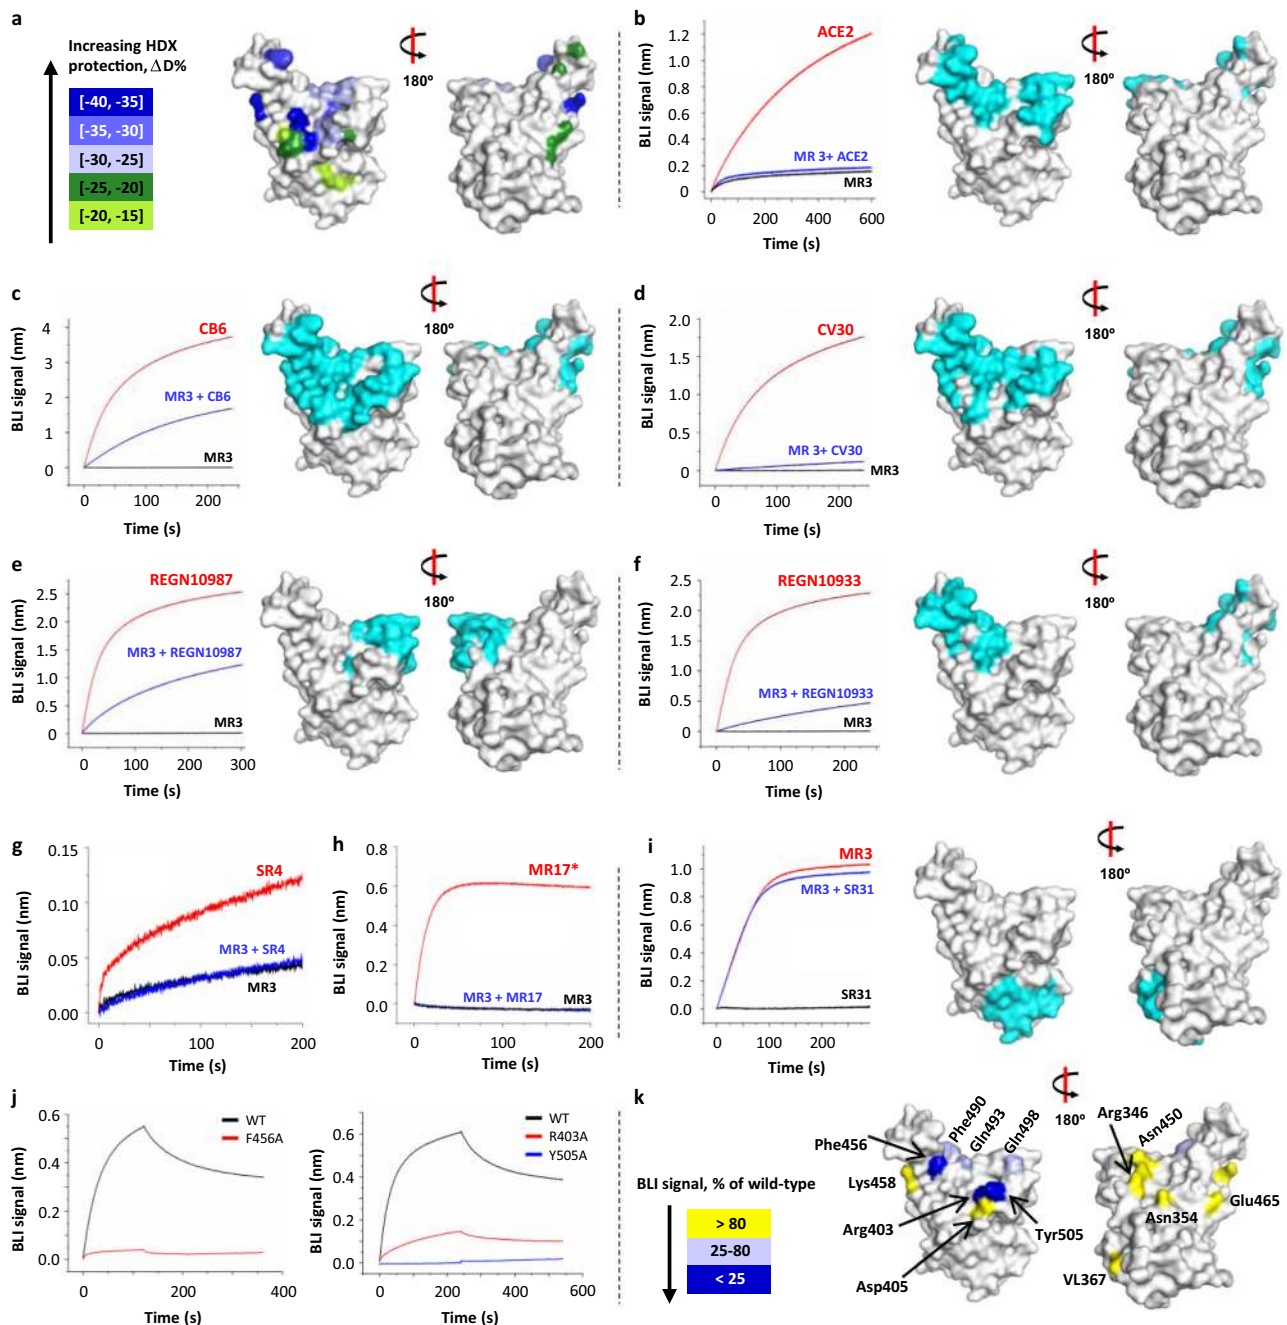 a
Increasing HDX
protection, ΔD%
[-40, -35]
[-35, -30]
[-30, -25]
[-25, -20]
[-20, -15]
180º
b
BLI signal (nm)
1.2
1.0
0.8
0.6
0.4
0.2
0
ACE2
MR 3+ ACE2
MR3
0 200 400 600
Time (s)
180º
c
BLI signal (nm)
4
3
2
1
0
CB6
MR3 + CB6
MR3
0 100 200
Time (s)
180º
d
BLI signal (nm)
2.0
1.5
1.0
0.5
0
CV30
MR 3+ CV30
MR3
0 100 200
Time (s)
180º
e
BLI signal (nm)
2.5
2.0
1.5
1.0
0.5
0
REGN10987
MR3 + REGN10987
MR3
0 100 200 300
Time (s)
180º
f
BLI signal (nm)
2.5
2.0
1.5
1.0
0.5
0
REGN10933
MR3 + REGN10933
MR3
0 100 200
Time (s)
180º
g
BLI signal (nm)
0.15
0.10
0.05
0.00
SR4
MR3 + SR4
MR3
0 100 200
Time (s)
h
BLI signal (nm)
0.8
0.6
0.4
0.2
0.0
MR17*
MR3 + MR17
MR3
0 100 200
Time (s)
i
BLI signal (nm)
1.0
0.8
0.6
0.4
0.2
0.0
MR3
MR3 + SR31
SR31
0 100 200
Time (s)
180º
j
BLI signal (nm)
0.6
0.4
0.2
0.0
WT
F456A
0 200 400
Time (s)
BLI signal (nm)
0.6
0.4
0.2
0.0
WT
R403A
Y505A
0 200 400 600
Time (s)
k
BLI signal, % of wild-type
> 80
25-80
< 25
Phe456
Lys458
Arg403
Asp405
Phe490
Gln493
Gln498
Tyr505
180º
Arg346
Asn450
Asn354
Glu465
VL367